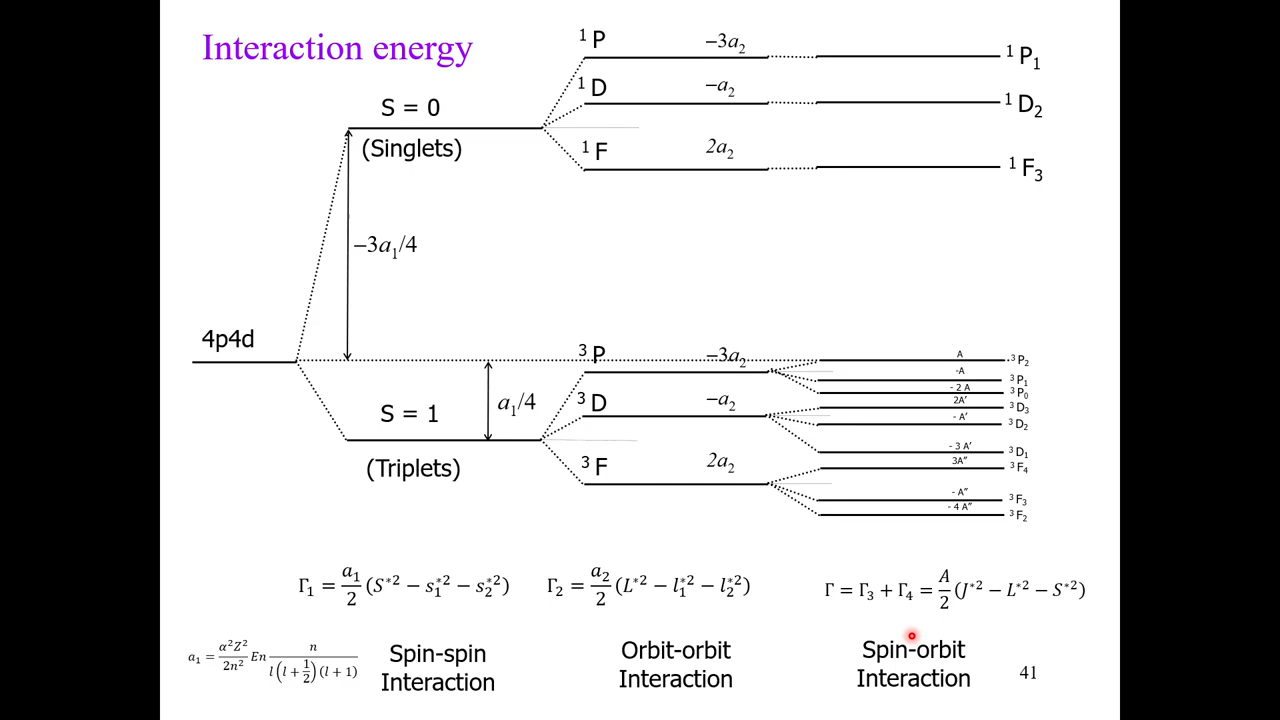 Interaction energy
¹P −3a₂ ¹P₁
¹D −a₂ ¹D₂
S = 0
(Singlets)
¹F 2a₂ ¹F₃
−3a₁/4
4p4d
³P −3a₂
A ³P₂
-A ³P₁
- 2 A ³P₀
S = 1
a₁/4
³D −a₂
2A′ ³D₃
- A′ ³D₂
- 3 A′ ³D₁
(Triplets)
³F 2a₂
3A″ ³F₄
- A″ ³F₃
- 4 A″ ³F₂
Γ₁ = a₁/2 (S*² − s₁*² − s₂*²)
Γ₂ = a₂/2 (L*² − l₁*² − l₂*²)
Γ = Γ₃ + Γ₄ = A/2 (J*² − L*² − S*²)
a₁ = α²Z²/2n² En n/l(l+1/2)(l+1)
Spin-spin
Interaction
Orbit-orbit
Interaction
Spin-orbit
Interaction
41